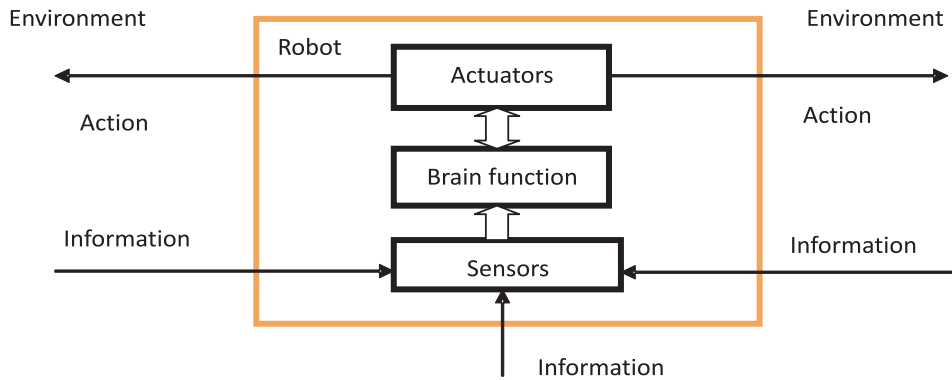 Environment
Environment
Robot
Actuators
Action
Action
Brain function
Information
Information
Sensors
Information